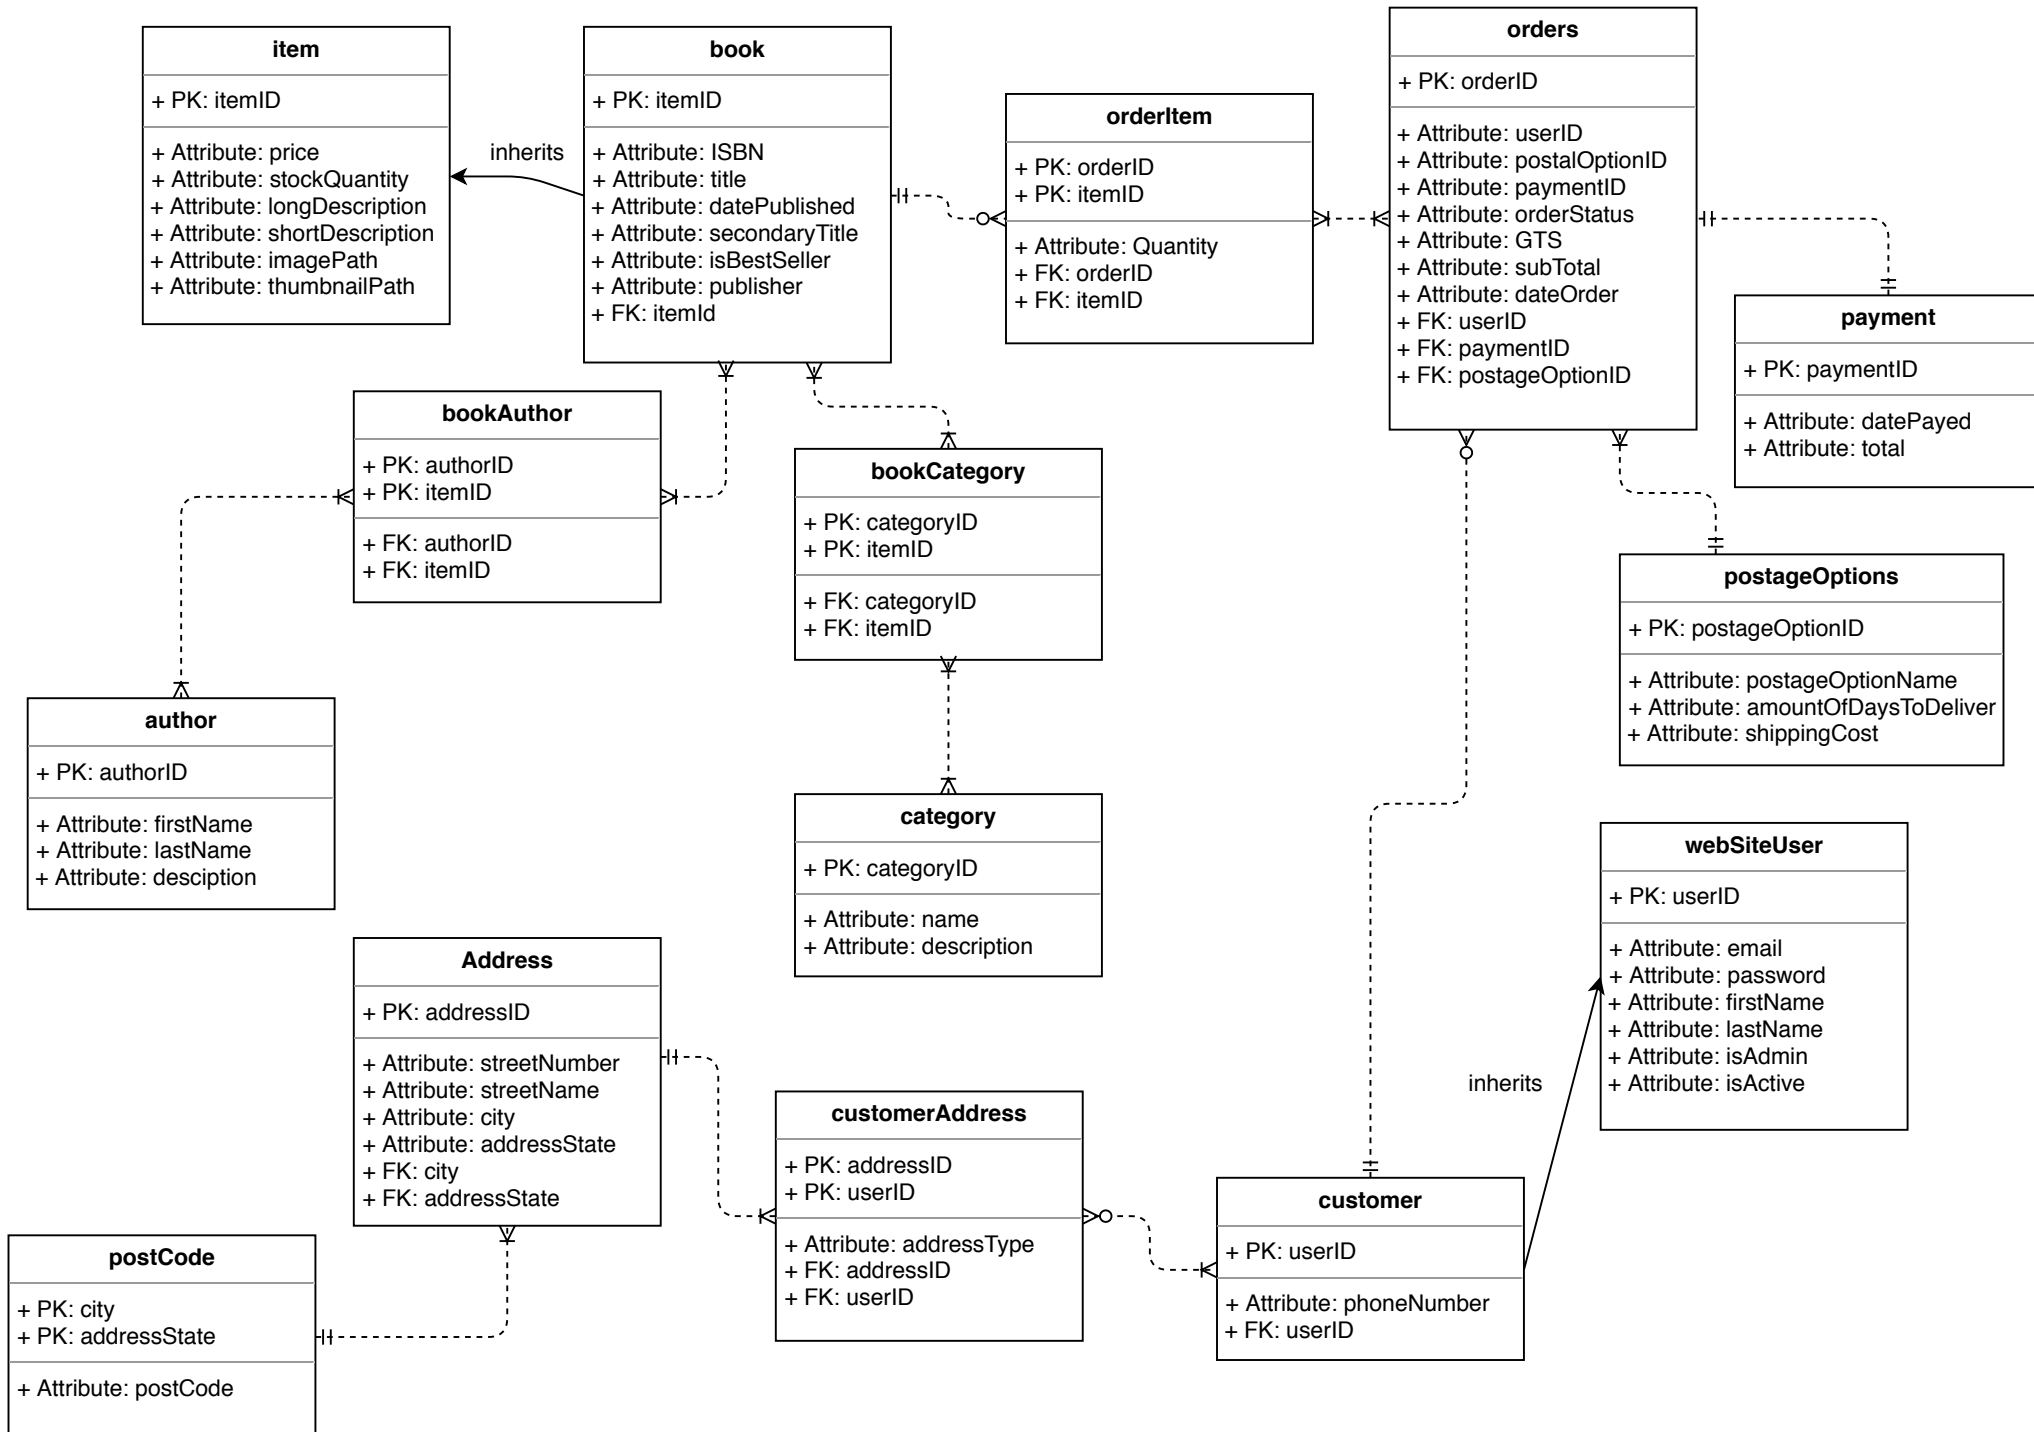 item
+ PK: itemID
+ Attribute: price
+ Attribute: stockQuantity
+ Attribute: longDescription
+ Attribute: shortDescription
+ Attribute: imagePath
+ Attribute: thumbnailPath
inherits
book
+ PK: itemID
+ Attribute: ISBN
+ Attribute: title
+ Attribute: datePublished
+ Attribute: secondaryTitle
+ Attribute: isBestSeller
+ Attribute: publisher
+ FK: itemId
orderItem
+ PK: orderID
+ PK: itemID
+ Attribute: Quantity
+ FK: orderID
+ FK: itemID
orders
+ PK: orderID
+ Attribute: userID
+ Attribute: postalOptionID
+ Attribute: paymentID
+ Attribute: orderStatus
+ Attribute: GTS
+ Attribute: subTotal
+ Attribute: dateOrder
+ FK: userID
+ FK: paymentID
+ FK: postageOptionID
payment
+ PK: paymentID
+ Attribute: datePayed
+ Attribute: total
bookAuthor
+ PK: authorID
+ PK: itemID
+ FK: authorID
+ FK: itemID
bookCategory
+ PK: categoryID
+ PK: itemID
+ FK: categoryID
+ FK: itemID
postageOptions
+ PK: postageOptionID
+ Attribute: postageOptionName
+ Attribute: amountOfDaysToDeliver
+ Attribute: shippingCost
author
+ PK: authorID
+ Attribute: firstName
+ Attribute: lastName
+ Attribute: desciption
category
+ PK: categoryID
+ Attribute: name
+ Attribute: description
webSiteUser
+ PK: userID
+ Attribute: email
+ Attribute: password
+ Attribute: firstName
+ Attribute: lastName
+ Attribute: isAdmin
+ Attribute: isActive
inherits
Address
+ PK: addressID
+ Attribute: streetNumber
+ Attribute: streetName
+ Attribute: city
+ Attribute: addressState
+ FK: city
+ FK: addressState
customerAddress
+ PK: addressID
+ PK: userID
+ Attribute: addressType
+ FK: addressID
+ FK: userID
customer
+ PK: userID
+ Attribute: phoneNumber
+ FK: userID
postCode
+ PK: city
+ PK: addressState
+ Attribute: postCode